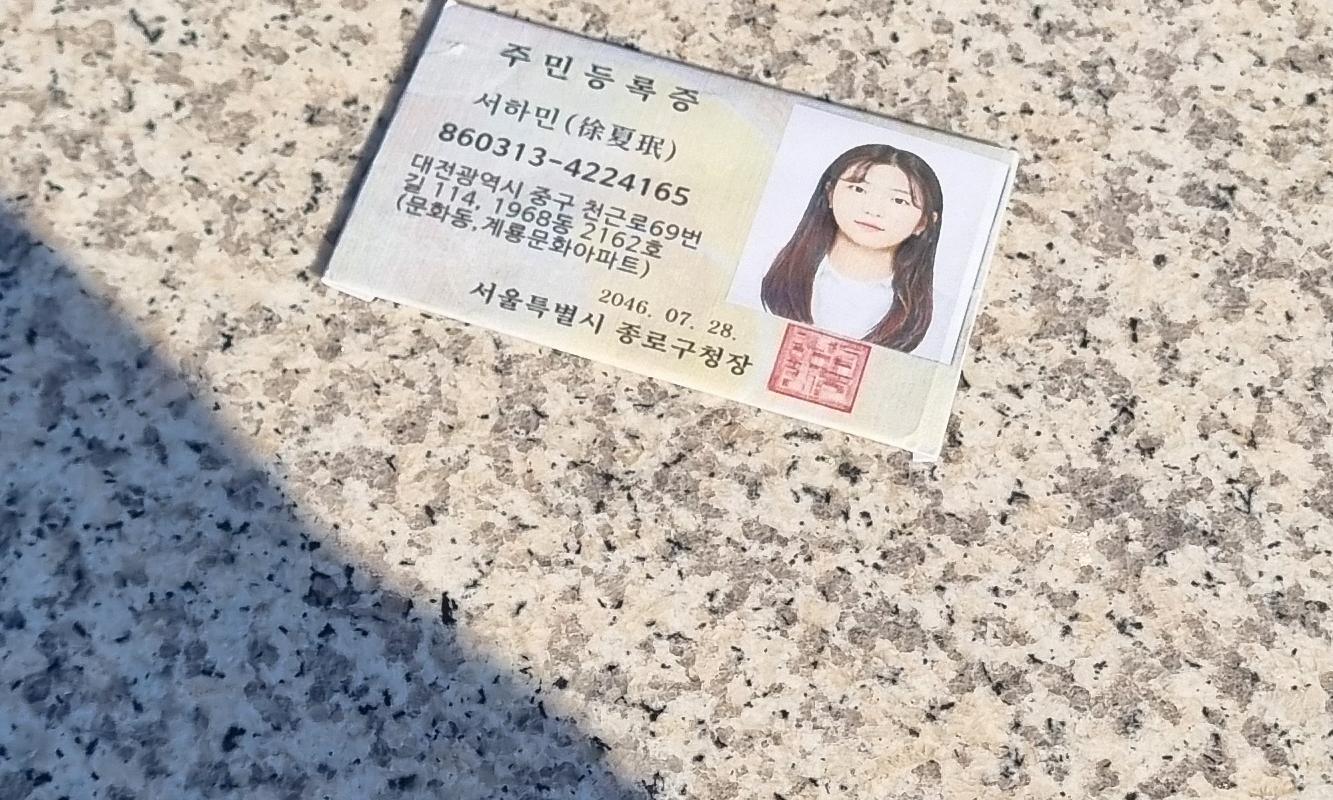 주민등록증
서하민(徐夏珉)
860313-4224165
대전광역시 중구 천근로69번
길 114, 1968동 2162호
(문화동,계룡문화아파트)
2046. 07. 28.
서울특별시 종로구청장